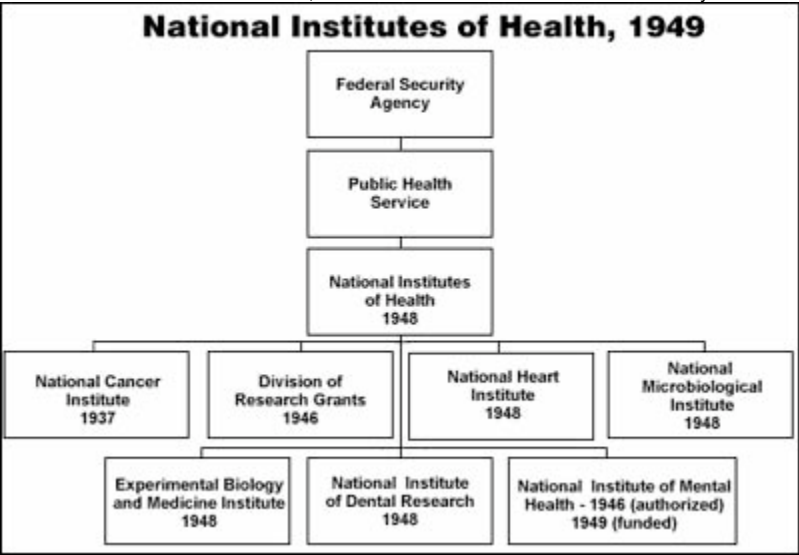 National Institutes of Health, 1949
Federal Security
Agency
Public Health
Service
National Institutes
of Health
1948
National Cancer
Institute
1937
Division of
Research Grants
1946
National Heart
Institute
1948
National
Microbiological
Institute
1948
Experimental Biology
and Medicine Institute
1948
National Institute
of Dental Research
1948
National Institute of Mental
Health - 1946 (authorized)
1949 (funded)